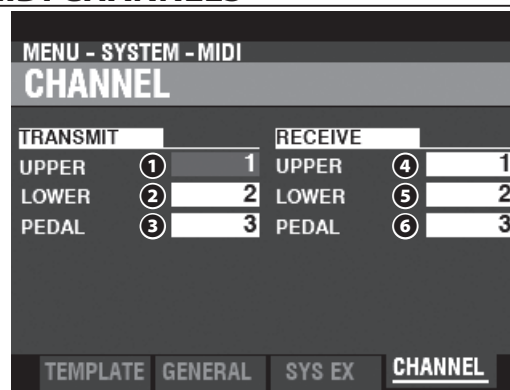 MENU - SYSTEM - MIDI
CHANNEL
TRANSMIT RECEIVE
UPPER ① 1 UPPER ④ 1
LOWER ② 2 LOWER ⑤ 2
PEDAL ③ 3 PEDAL ⑥ 3
TEMPLATE GENERAL SYS EX CHANNEL